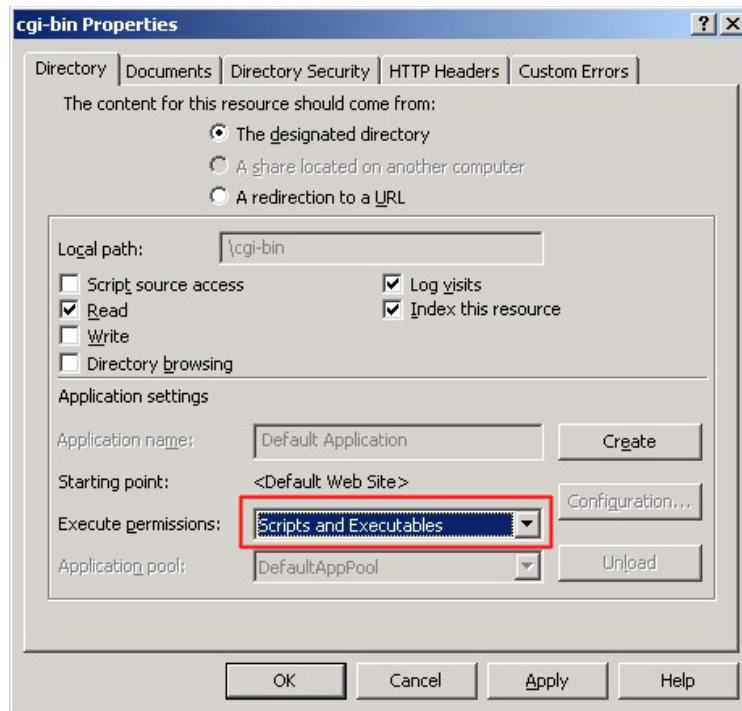 cgi-bin Properties
Directory Documents Directory Security HTTP Headers Custom Errors
The content for this resource should come from:
The designated directory
A share located on another computer
A redirection to a URL
Local path: \cgi-bin
Script source access Log visits
Read Index this resource
Write
Directory browsing
Application settings
Application name: Default Application Create
Starting point: <Default Web Site>
Configuration...
Execute permissions: Scripts and Executables
Application pool: DefaultAppPool Unload
OK Cancel Apply Help